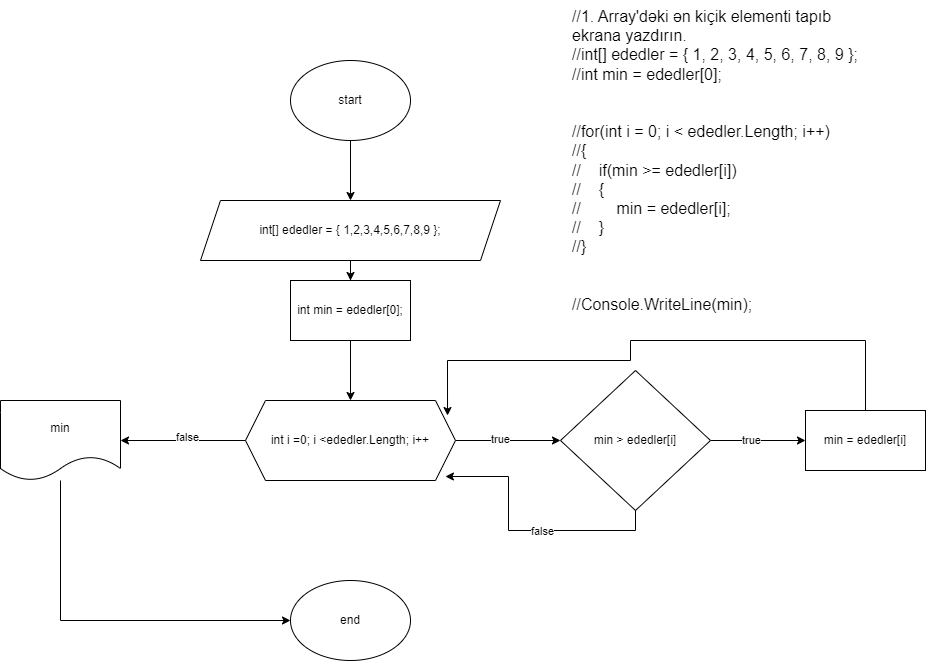 //1. Array'dəki ən kiçik elementi tapıb
ekrana yazdırın.
//int[] ededler = { 1, 2, 3, 4, 5, 6, 7, 8, 9 };
//int min = ededler[0];
//for(int i = 0; i < ededler.Length; i++)
//{
//    if(min >= ededler[i])
//    {
//        min = ededler[i];
//    }
//}
//Console.WriteLine(min);
start
int[] ededler = { 1,2,3,4,5,6,7,8,9 };
int min = ededler[0];
min
false
int i =0; i <ededler.Length; i++
true
min > ededler[i]
true
min = ededler[i]
false
end